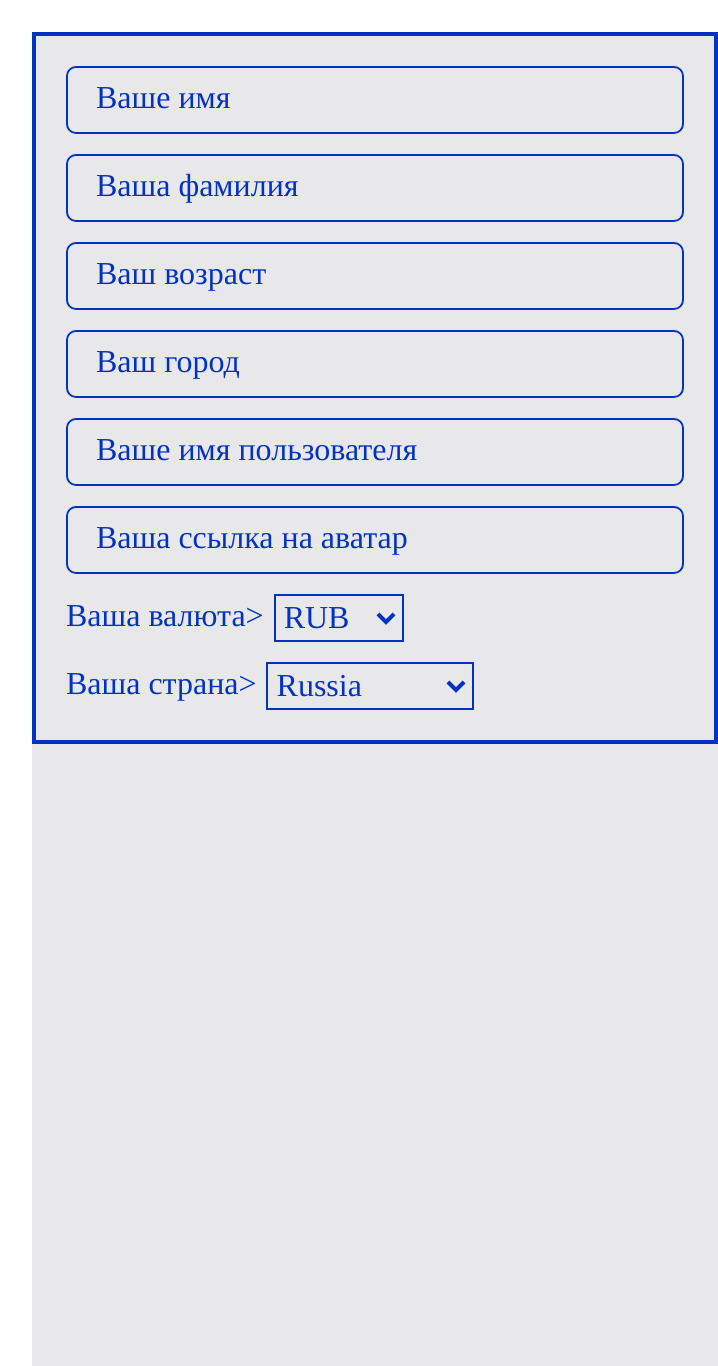 Ваше имя
Ваша фамилия
Ваш возраст
Ваш город
Ваше имя пользователя
Ваша ссылка на аватар
Ваша валюта> RUB
Ваша страна> Russia